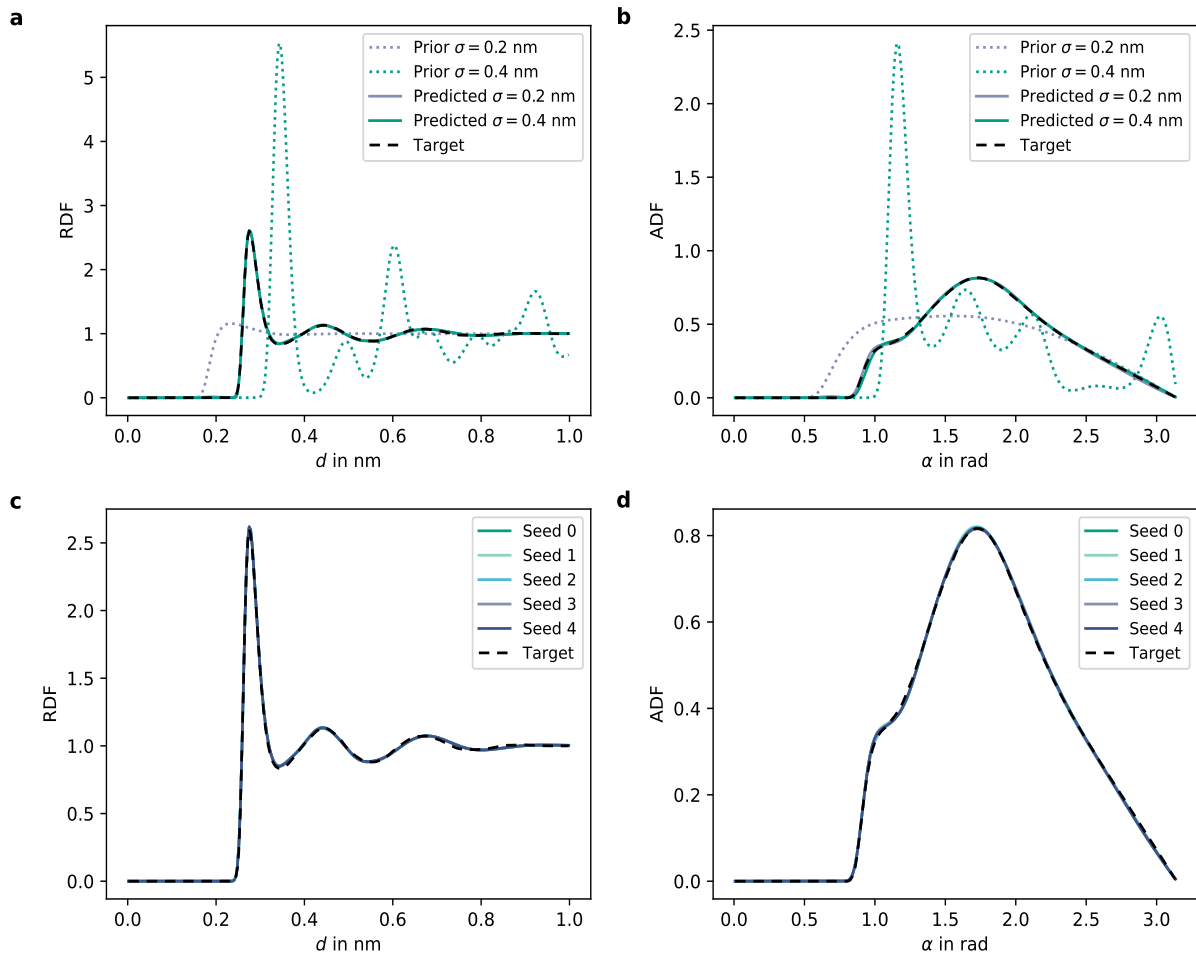 a
RDF
5
4
3
2
1
0
0.0 0.2 0.4 0.6 0.8 1.0
d in nm
Prior σ = 0.2 nm
Prior σ = 0.4 nm
Predicted σ = 0.2 nm
Predicted σ = 0.4 nm
Target
b
ADF
2.5
2.0
1.5
1.0
0.5
0.0
0.0 0.5 1.0 1.5 2.0 2.5 3.0
α in rad
Prior σ = 0.2 nm
Prior σ = 0.4 nm
Predicted σ = 0.2 nm
Predicted σ = 0.4 nm
Target
c
RDF
2.5
2.0
1.5
1.0
0.5
0.0
0.0 0.2 0.4 0.6 0.8 1.0
d in nm
Seed 0
Seed 1
Seed 2
Seed 3
Seed 4
Target
d
ADF
0.8
0.6
0.4
0.2
0.0
0.0 0.5 1.0 1.5 2.0 2.5 3.0
α in rad
Seed 0
Seed 1
Seed 2
Seed 3
Seed 4
Target